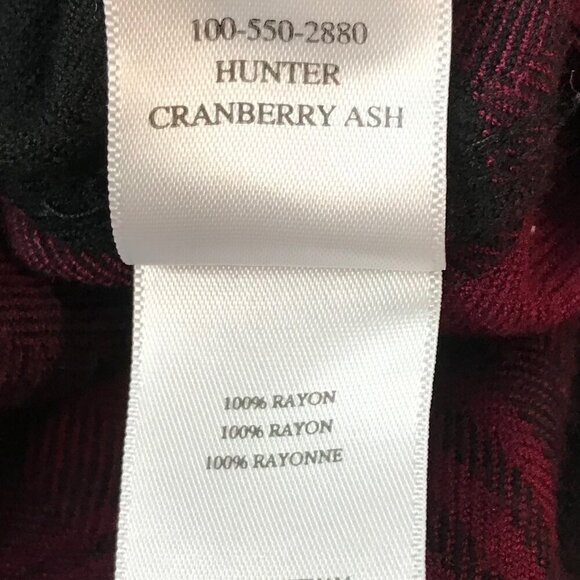 100-550-2880
HUNTER
CRANBERRY ASH
100% RAYON
100% RAYON
100% RAYONNE